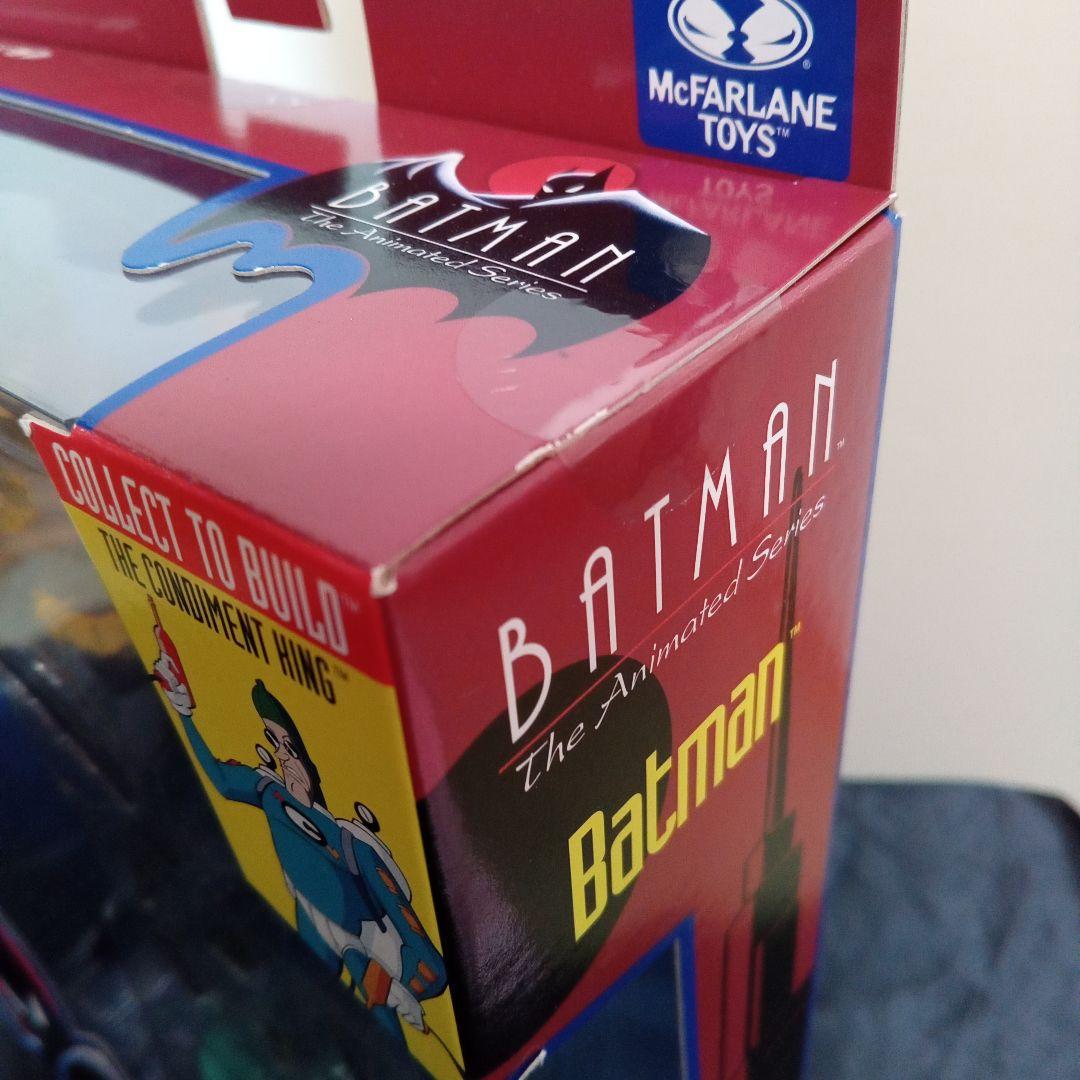 McFARLANE
TOYS™
BATMAN
The Animated Series
COLLECT TO BUILD™
THE CONDIMENT KING™
BATMAN™
The Animated Series
Batman™